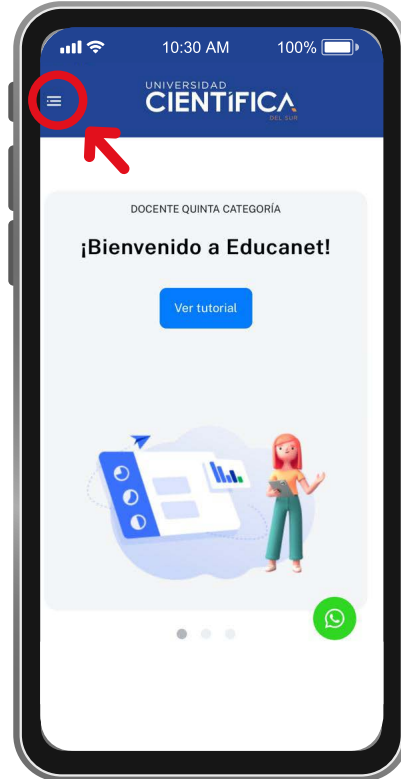 10:30 AM
100%
UNIVERSIDAD
CIENTÍFICA
DEL SUR
DOCENTE QUINTA CATEGORÍA
¡Bienvenido a Educanet!
Ver tutorial